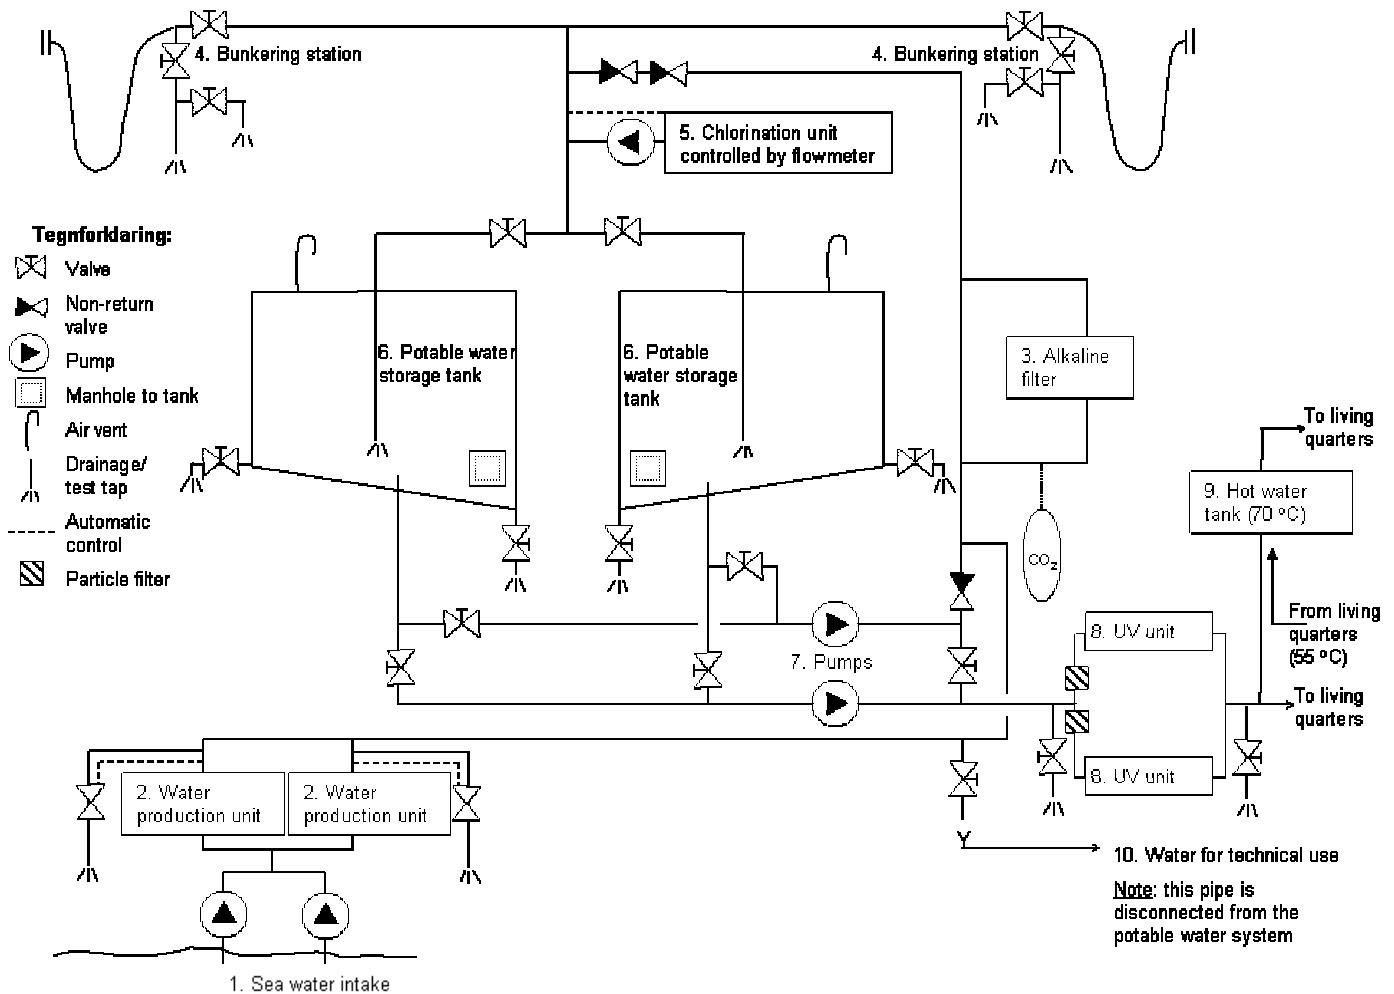 4. Bunkering station
4. Bunkering station
5. Chlorination unit
controlled by flowmeter
Tegnforklaring:
Valve
Non-return
valve
Pump
Manhole to tank
Air vent
Drainage/
test tap
Automatic
control
Particle filter
6. Potable water
storage tank
6. Potable
water storage
tank
3. Alkaline
filter
To living
quarters
9. Hot water
tank (70 ºC)
CO2
From living
quarters
(55 ºC)
8. UV unit
7. Pumps
To living
quarters
8. UV unit
2. Water
production unit
2. Water
production unit
10. Water for technical use
Note: this pipe is
disconnected from the
potable water system
1. Sea water intake